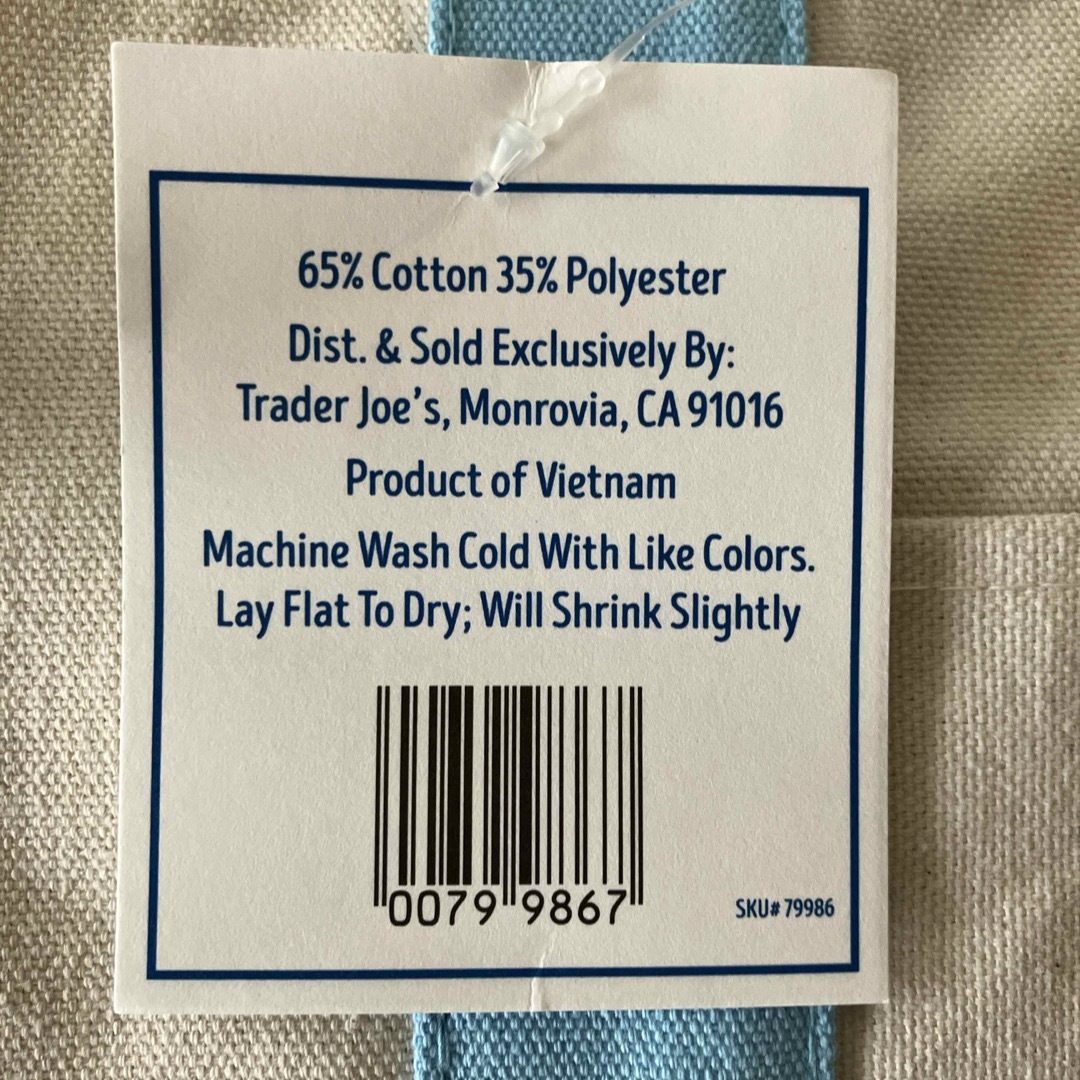 65% Cotton 35% Polyester
Dist. & Sold Exclusively By:
Trader Joe's, Monrovia, CA 91016
Product of Vietnam
Machine Wash Cold With Like Colors.
Lay Flat To Dry; Will Shrink Slightly
0079 9867
SKU# 79986